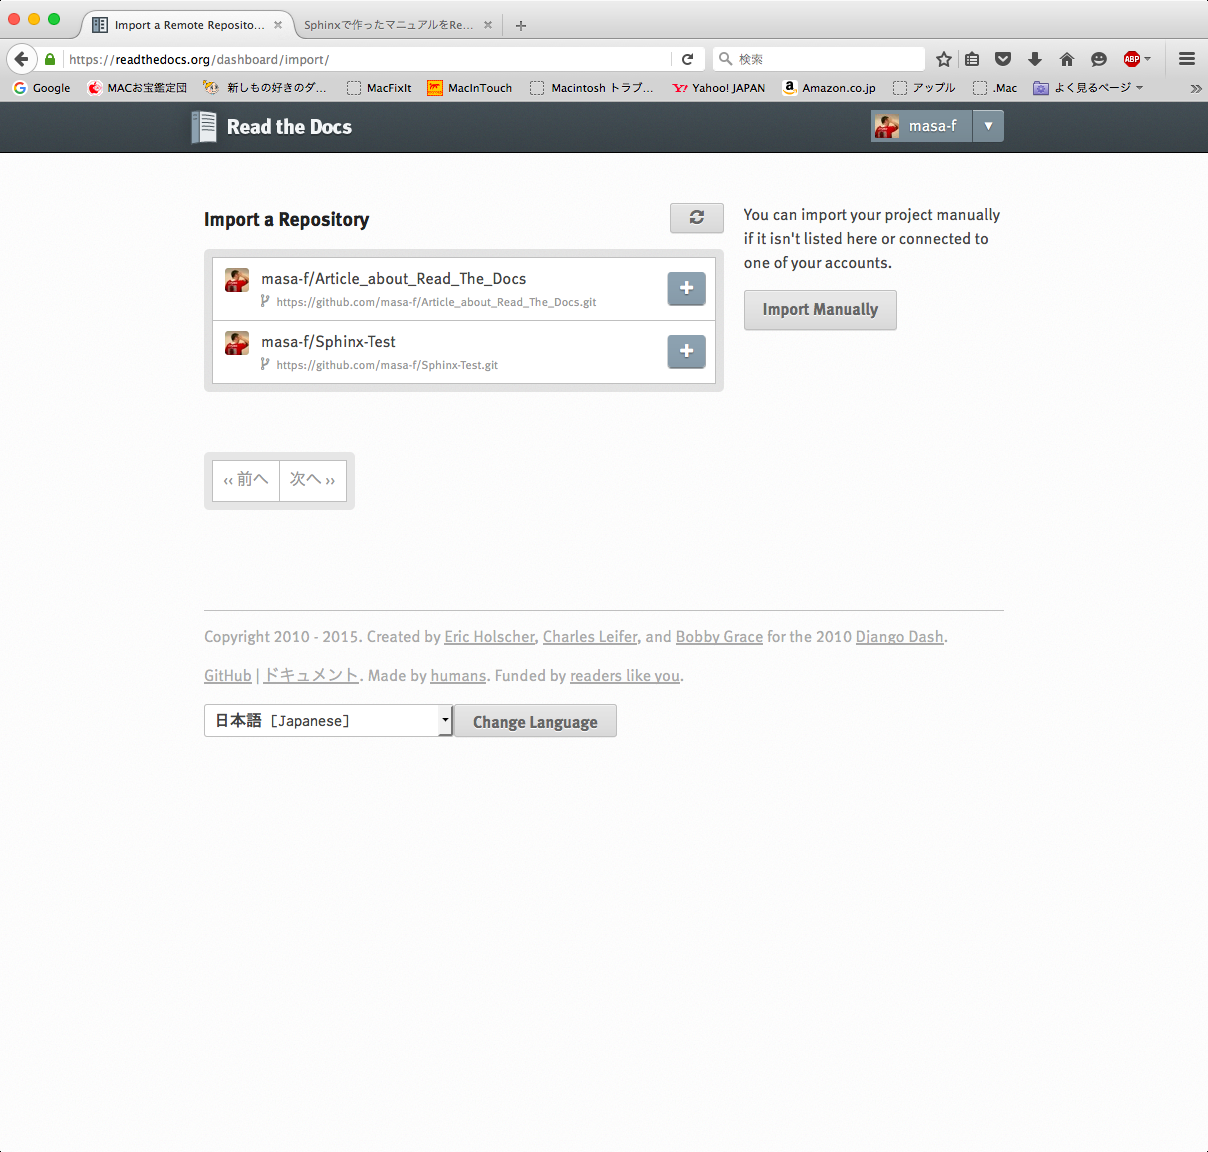 Import a Remote Reposito...
Sphinxで作ったマニュアルをRe...
https://readthedocs.org/dashboard/import/
検索
ABP
Google
MACお宝鑑定団
新しもの好きのダ...
MacFixIt
MacInTouch
Macintosh トラブ...
Yahoo! JAPAN
Amazon.co.jp
アップル
.Mac
よく見るページ
Read the Docs
masa-f
Import a Repository
masa-f/Article_about_Read_The_Docs
https://github.com/masa-f/Article_about_Read_The_Docs.git
masa-f/Sphinx-Test
https://github.com/masa-f/Sphinx-Test.git
You can import your project manually
if it isn't listed here or connected to
one of your accounts.
Import Manually
‹‹ 前へ
次へ ››
Copyright 2010 - 2015. Created by Eric Holscher, Charles Leifer, and Bobby Grace for the 2010 Django Dash.
GitHub | ドキュメント. Made by humans. Funded by readers like you.
日本語 [Japanese]
Change Language